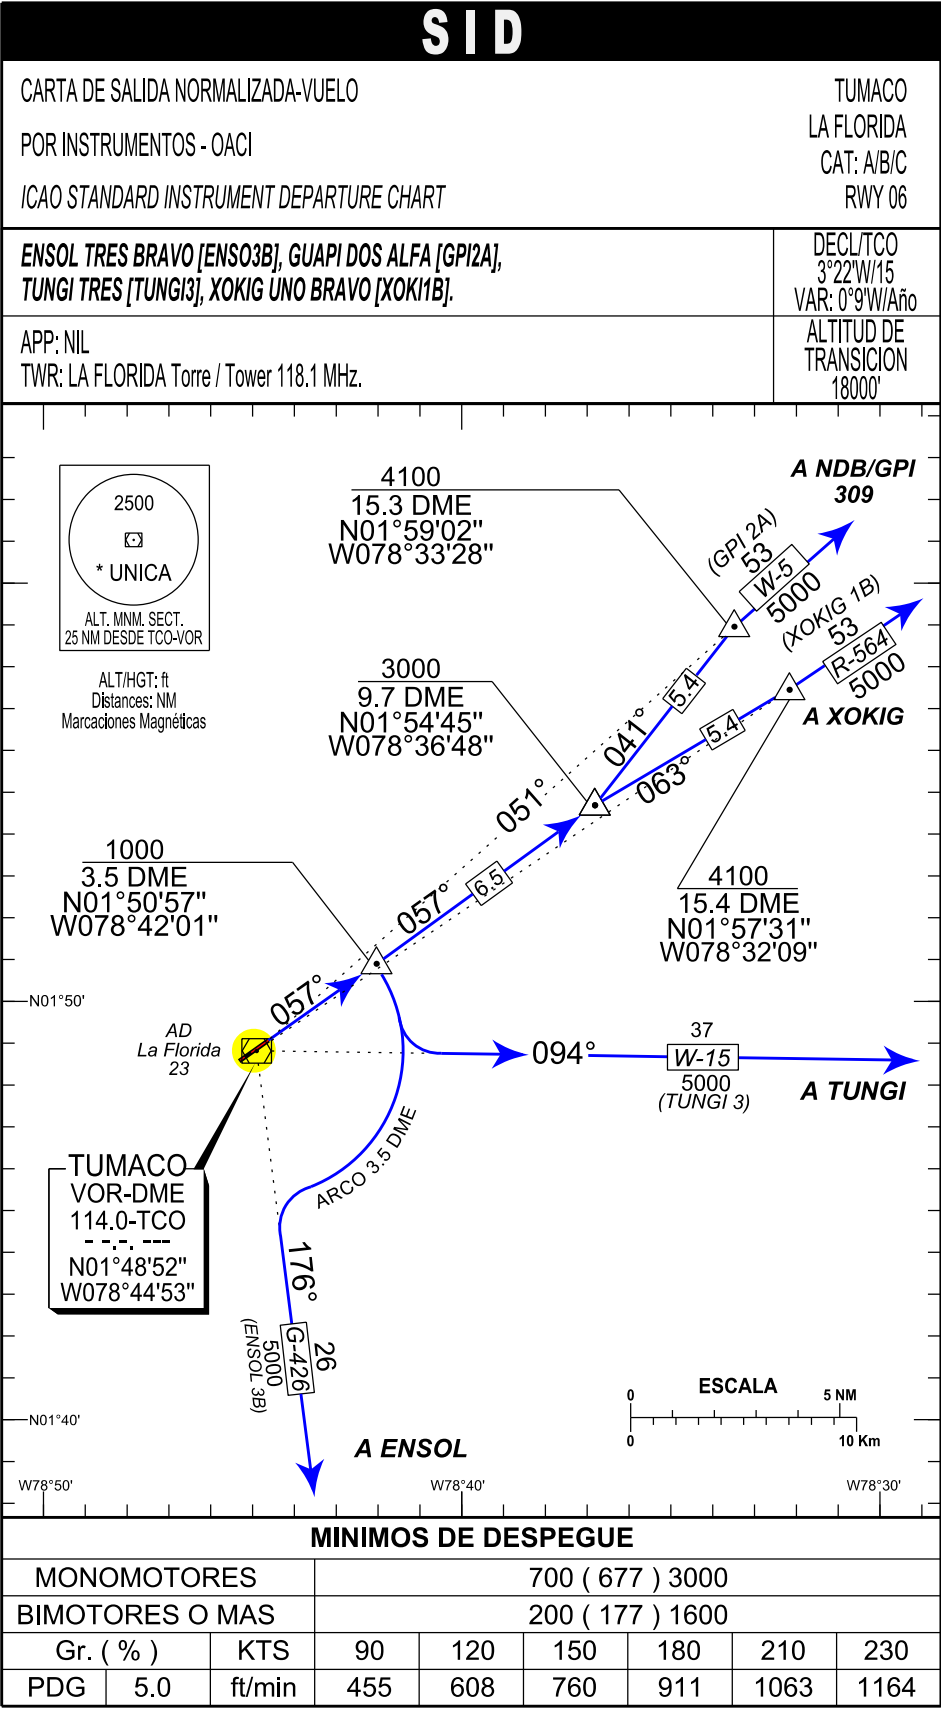 SID
CARTA DE SALIDA NORMALIZADA-VUELO
POR INSTRUMENTOS - OACI
ICAO STANDARD INSTRUMENT DEPARTURE CHART
TUMACO
LA FLORIDA
CAT: A/B/C
RWY 06
ENSOL TRES BRAVO [ENSO3B], GUAPI DOS ALFA [GPI2A],
TUNGI TRES [TUNGI3], XOKIG UNO BRAVO [XOKI1B].
DECL/TCO
3°22'W/15
VAR: 0°9'W/Año
APP: NIL
TWR: LA FLORIDA Torre / Tower 118.1 MHz.
ALTITUD DE
TRANSICION
18000'
2500
* UNICA
ALT. MNM. SECT.
25 NM DESDE TCO-VOR
ALT/HGT: ft
Distances: NM
Marcaciones Magnéticas
4100
15.3 DME
N01°59'02"
W078°33'28"
A NDB/GPI
309
(GPI 2A)
53
W-5
5000
(XOKIG 1B)
53
R-564
5000
A XOKIG
3000
9.7 DME
N01°54'45"
W078°36'48"
5.4
041°
5.4
063°
051°
1000
3.5 DME
N01°50'57"
W078°42'01"
6.5
057°
4100
15.4 DME
N01°57'31"
W078°32'09"
057°
N01°50'
AD
La Florida
23
094°
37
W-15
5000
(TUNGI 3)
A TUNGI
ARCO 3.5 DME
TUMACO
VOR-DME
114.0-TCO
- -.-. ---
N01°48'52"
W078°44'53"
176°
26
G-426
5000
(ENSOL 3B)
A ENSOL
N01°40'
ESCALA
0 5 NM
0 10 Km
W78°50' W78°40' W78°30'
MINIMOS DE DESPEGUE
MONOMOTORES 700 ( 677 ) 3000
BIMOTORES O MAS 200 ( 177 ) 1600
Gr. ( % ) KTS 90 120 150 180 210 230
PDG 5.0 ft/min 455 608 760 911 1063 1164